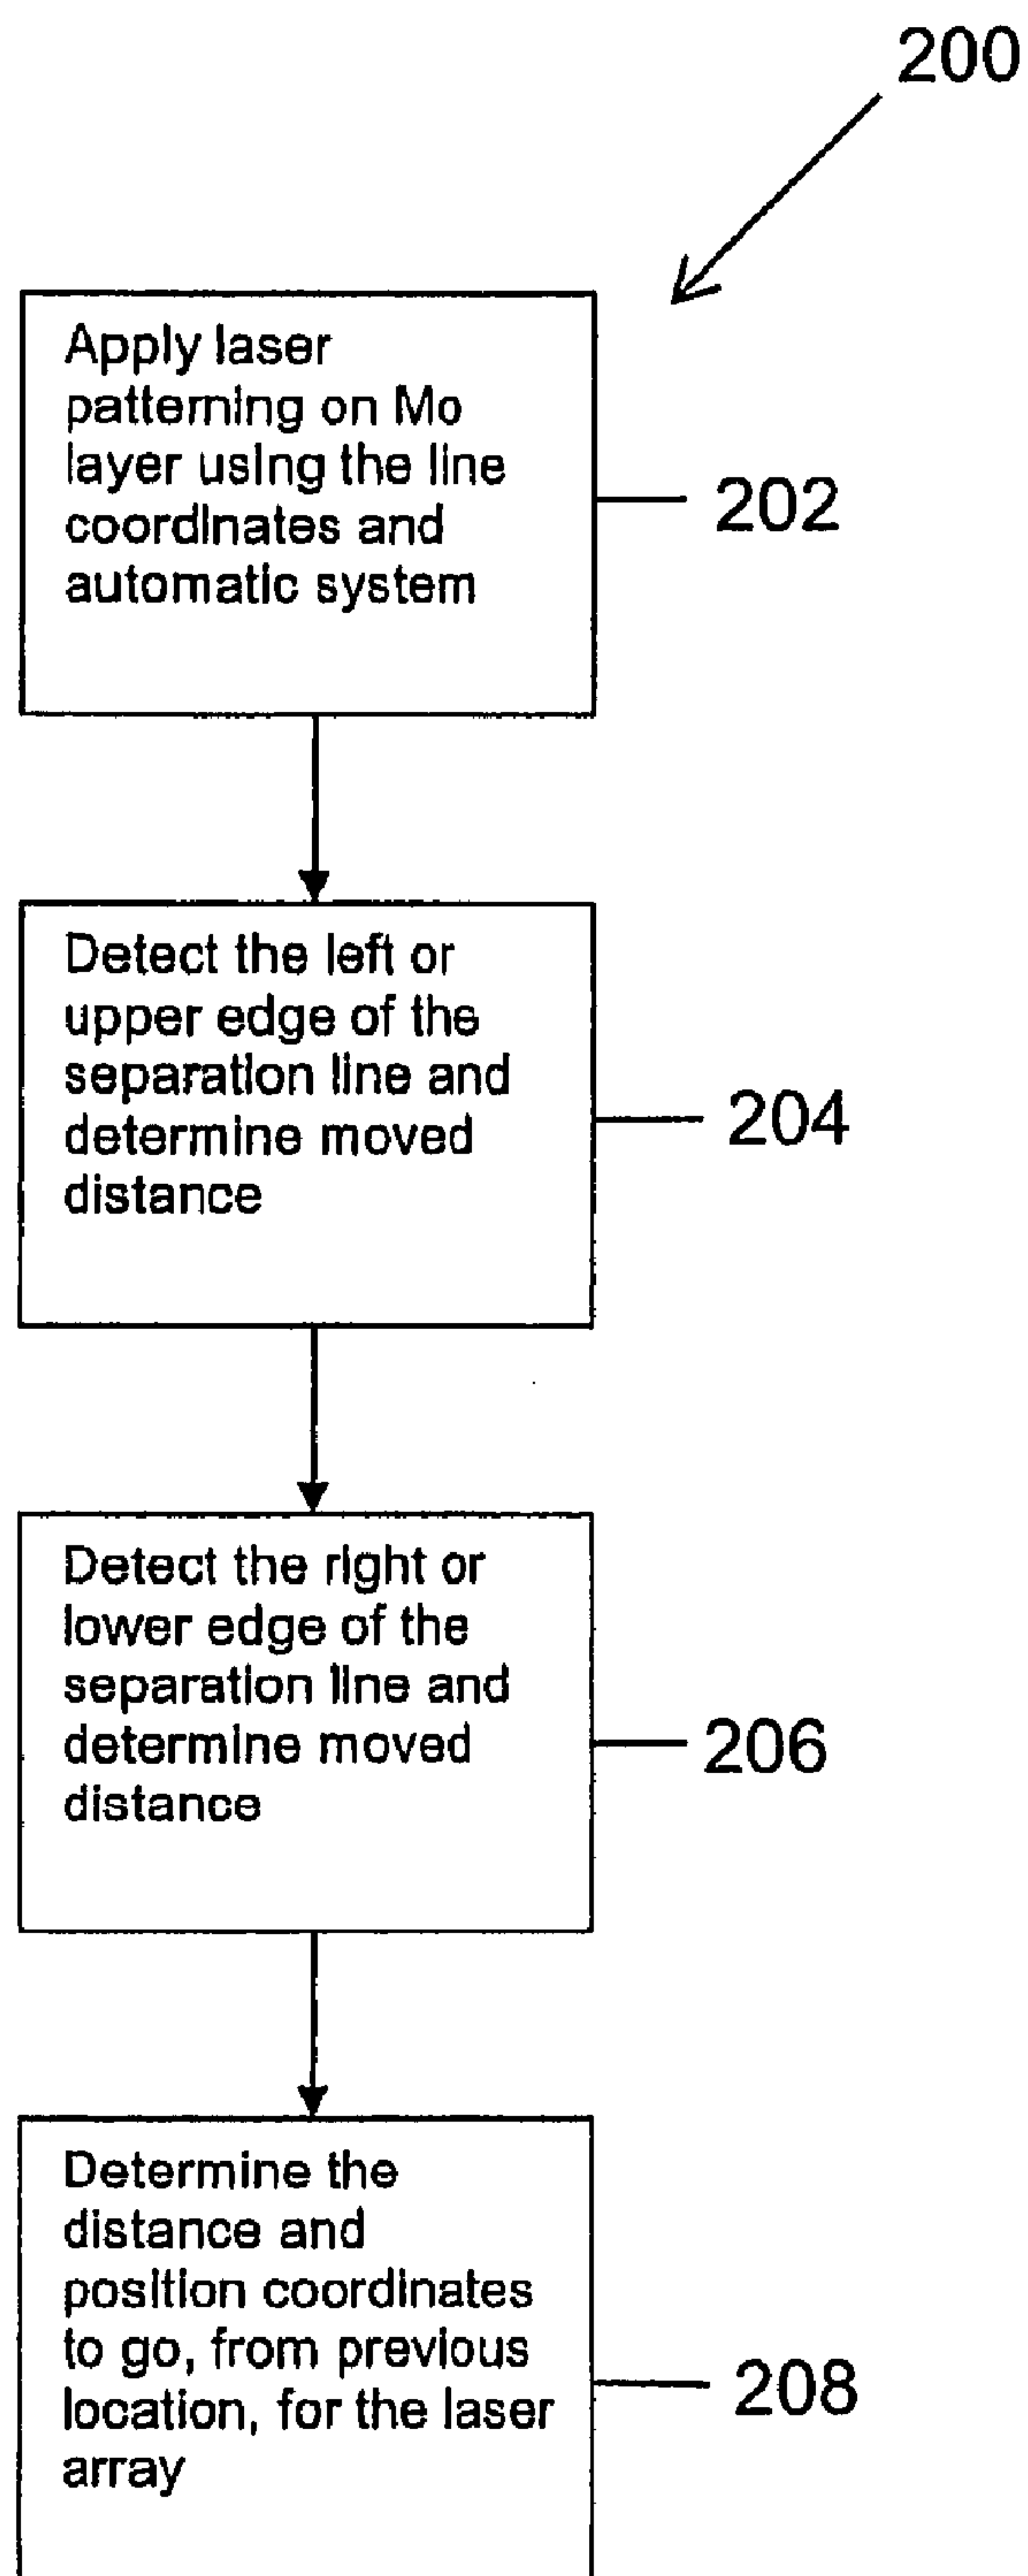 200
Apply laser
patterning on Mo
layer using the line
coordinates and
automatic system
202
Detect the left or
upper edge of the
separation line and
determine moved
distance
204
Detect the right or
lower edge of the
separation line and
determine moved
distance
206
Determine the
distance and
position coordinates
to go, from previous
location, for the laser
array
208